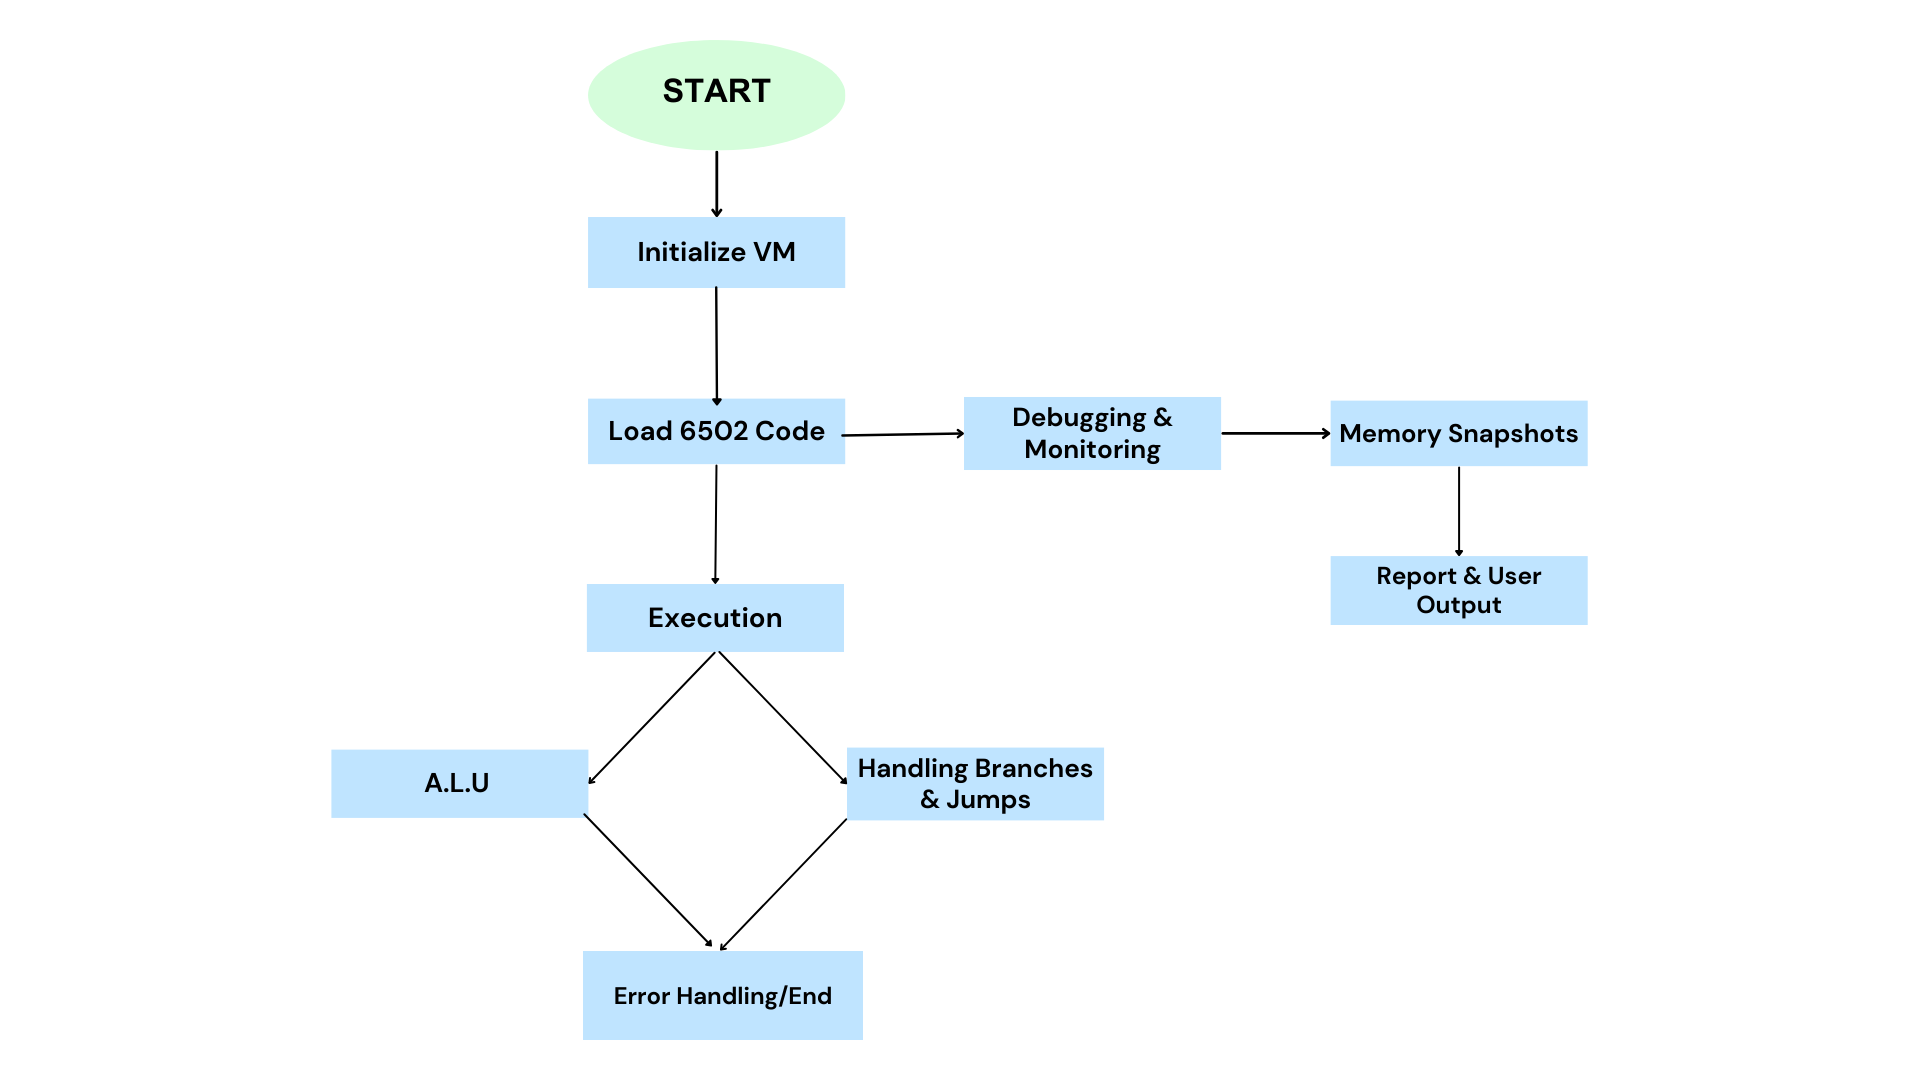 START
Initialize VM
Load 6502 Code
Debugging &
Monitoring
Memory Snapshots
Report & User
Output
Execution
A.L.U
Handling Branches
& Jumps
Error Handling/End